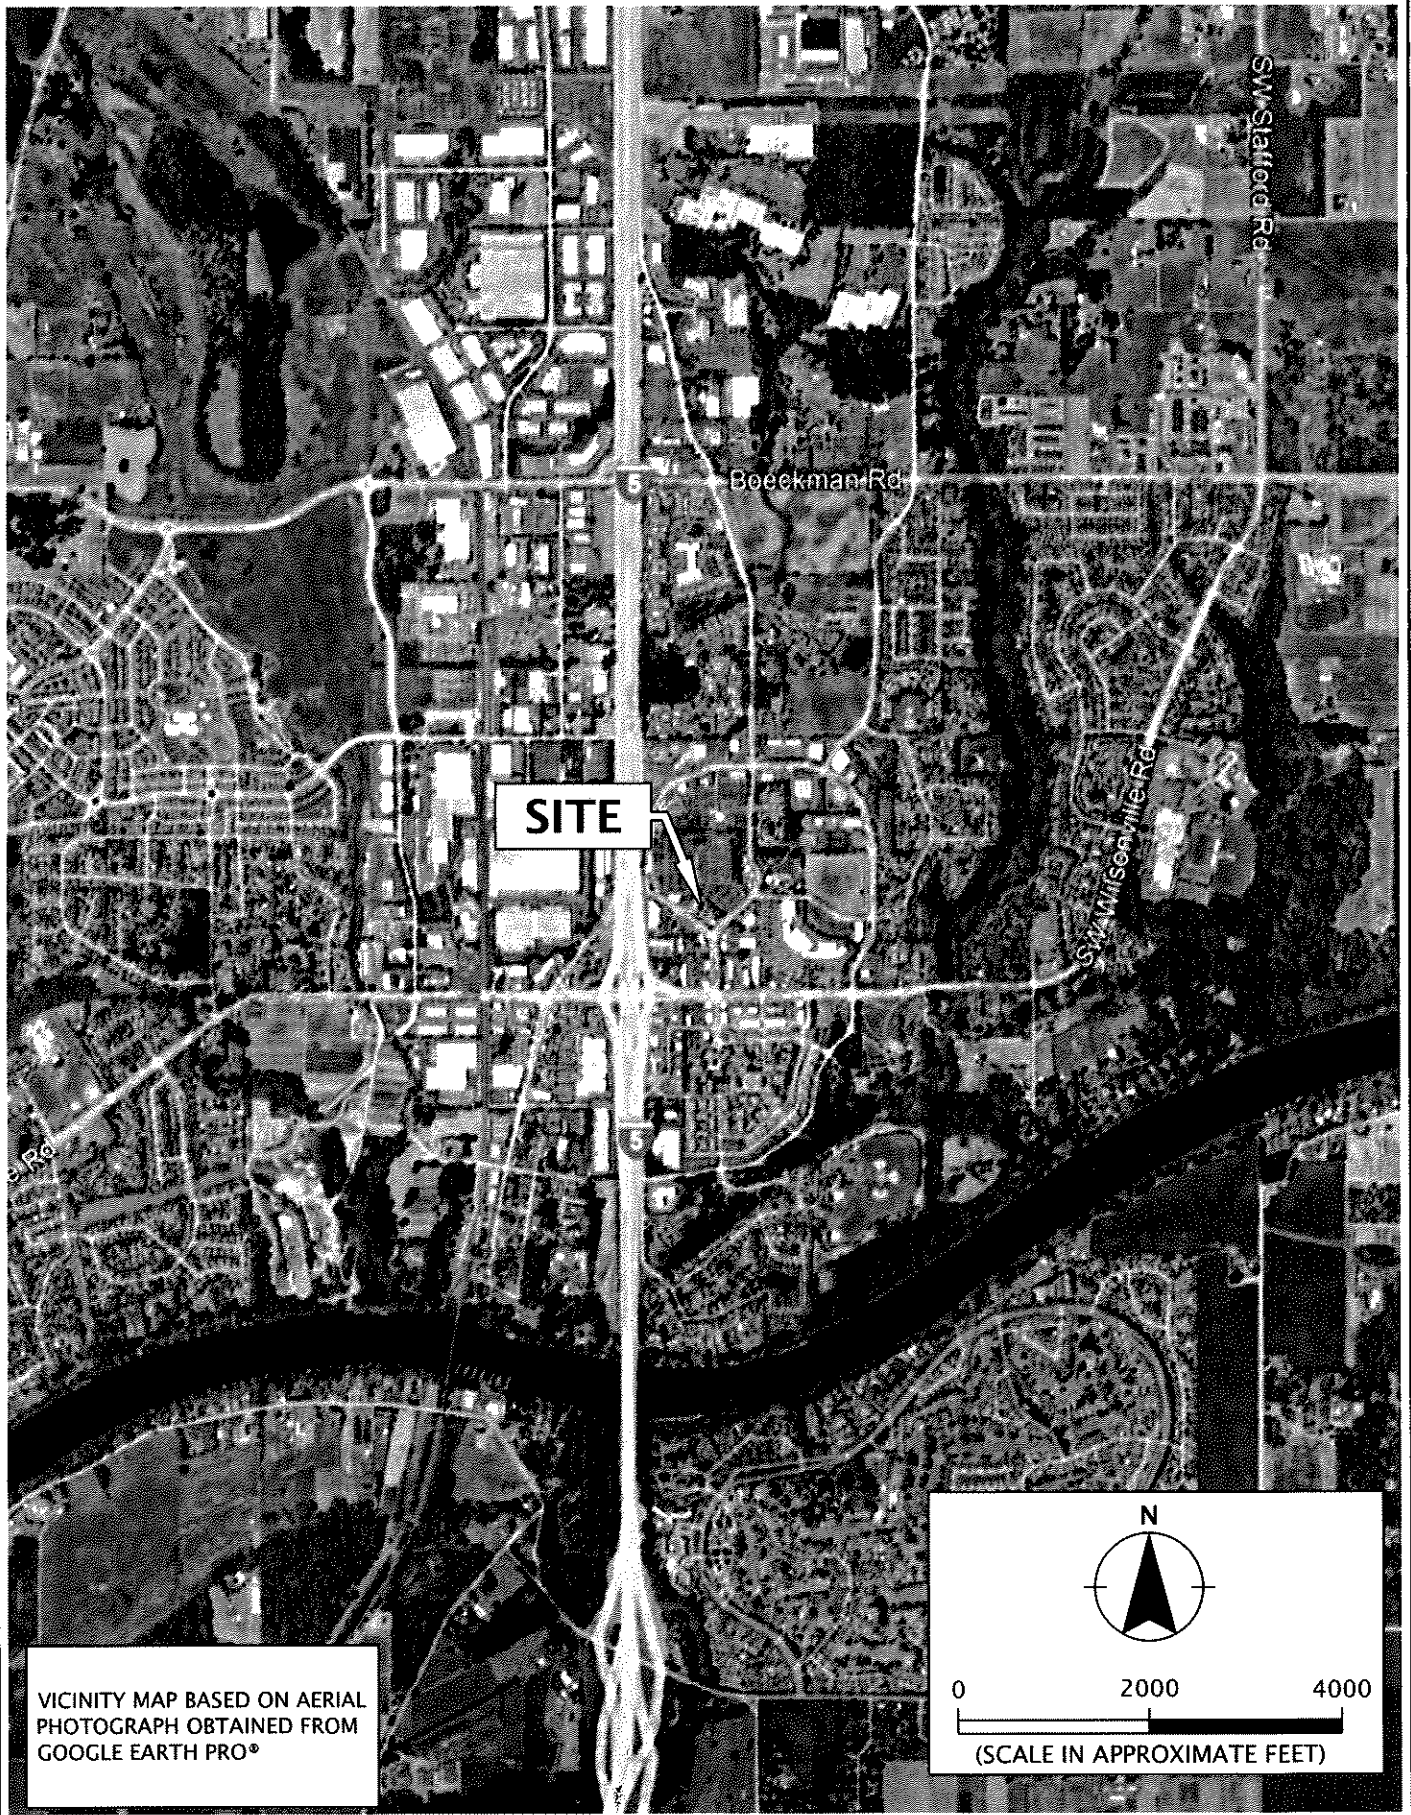 SW Stafford Rd
5
Boeckman Rd
SITE
SW Wilsonville Rd
5
e Rd
N
0 2000 4000
(SCALE IN APPROXIMATE FEET)
VICINITY MAP BASED ON AERIAL
PHOTOGRAPH OBTAINED FROM
GOOGLE EARTH PRO®